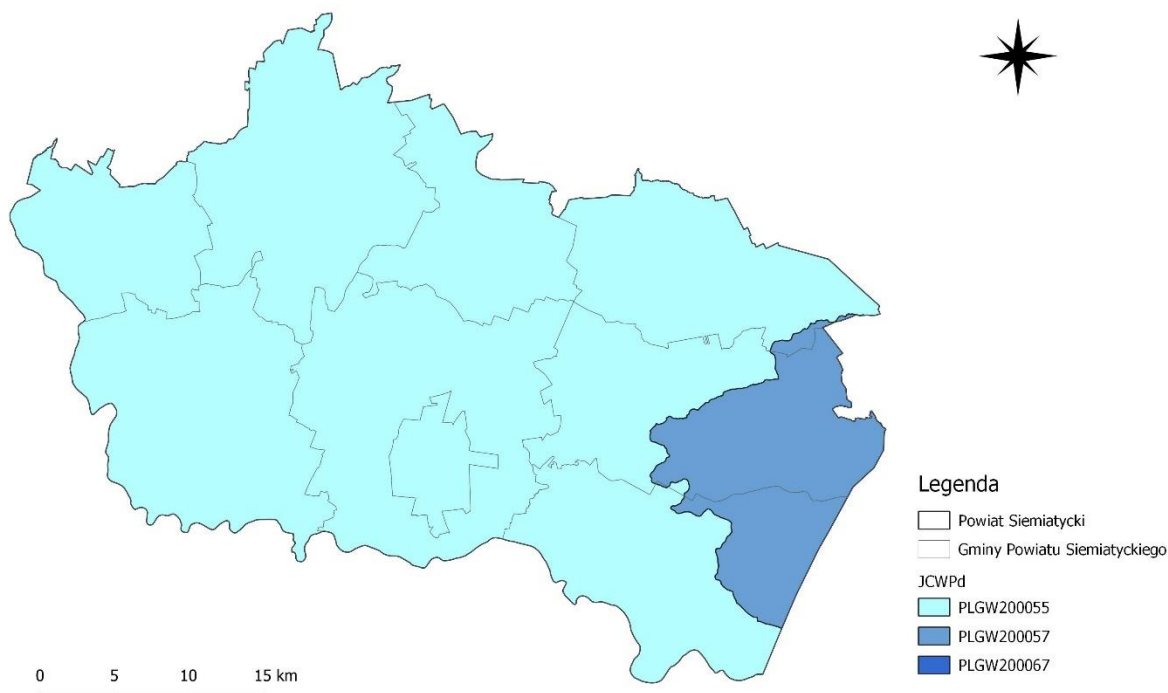 Legenda
Powiat Siemiatycki
Gminy Powiatu Siemiatyckiego
JCWPd
PLGW200055
PLGW200057
PLGW200067
0 5 10 15 km